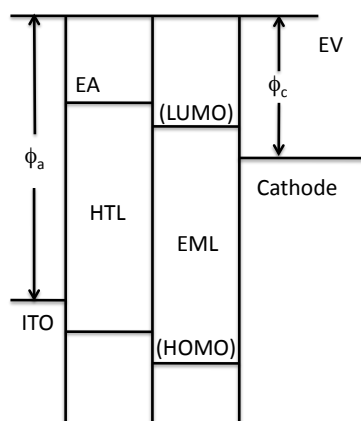 EV
EA
ϕc
(LUMO)
ϕa
Cathode
HTL
EML
ITO
(HOMO)